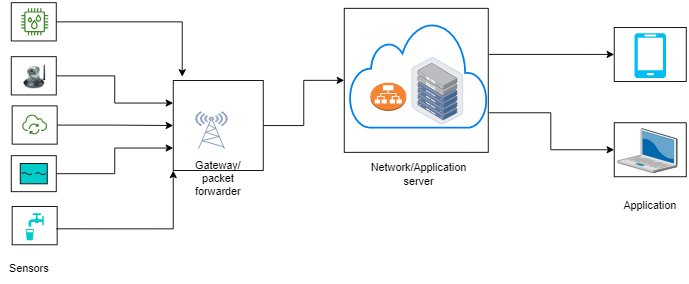 Gateway/
packet
forwarder
Network/Application
server
Application
Sensors